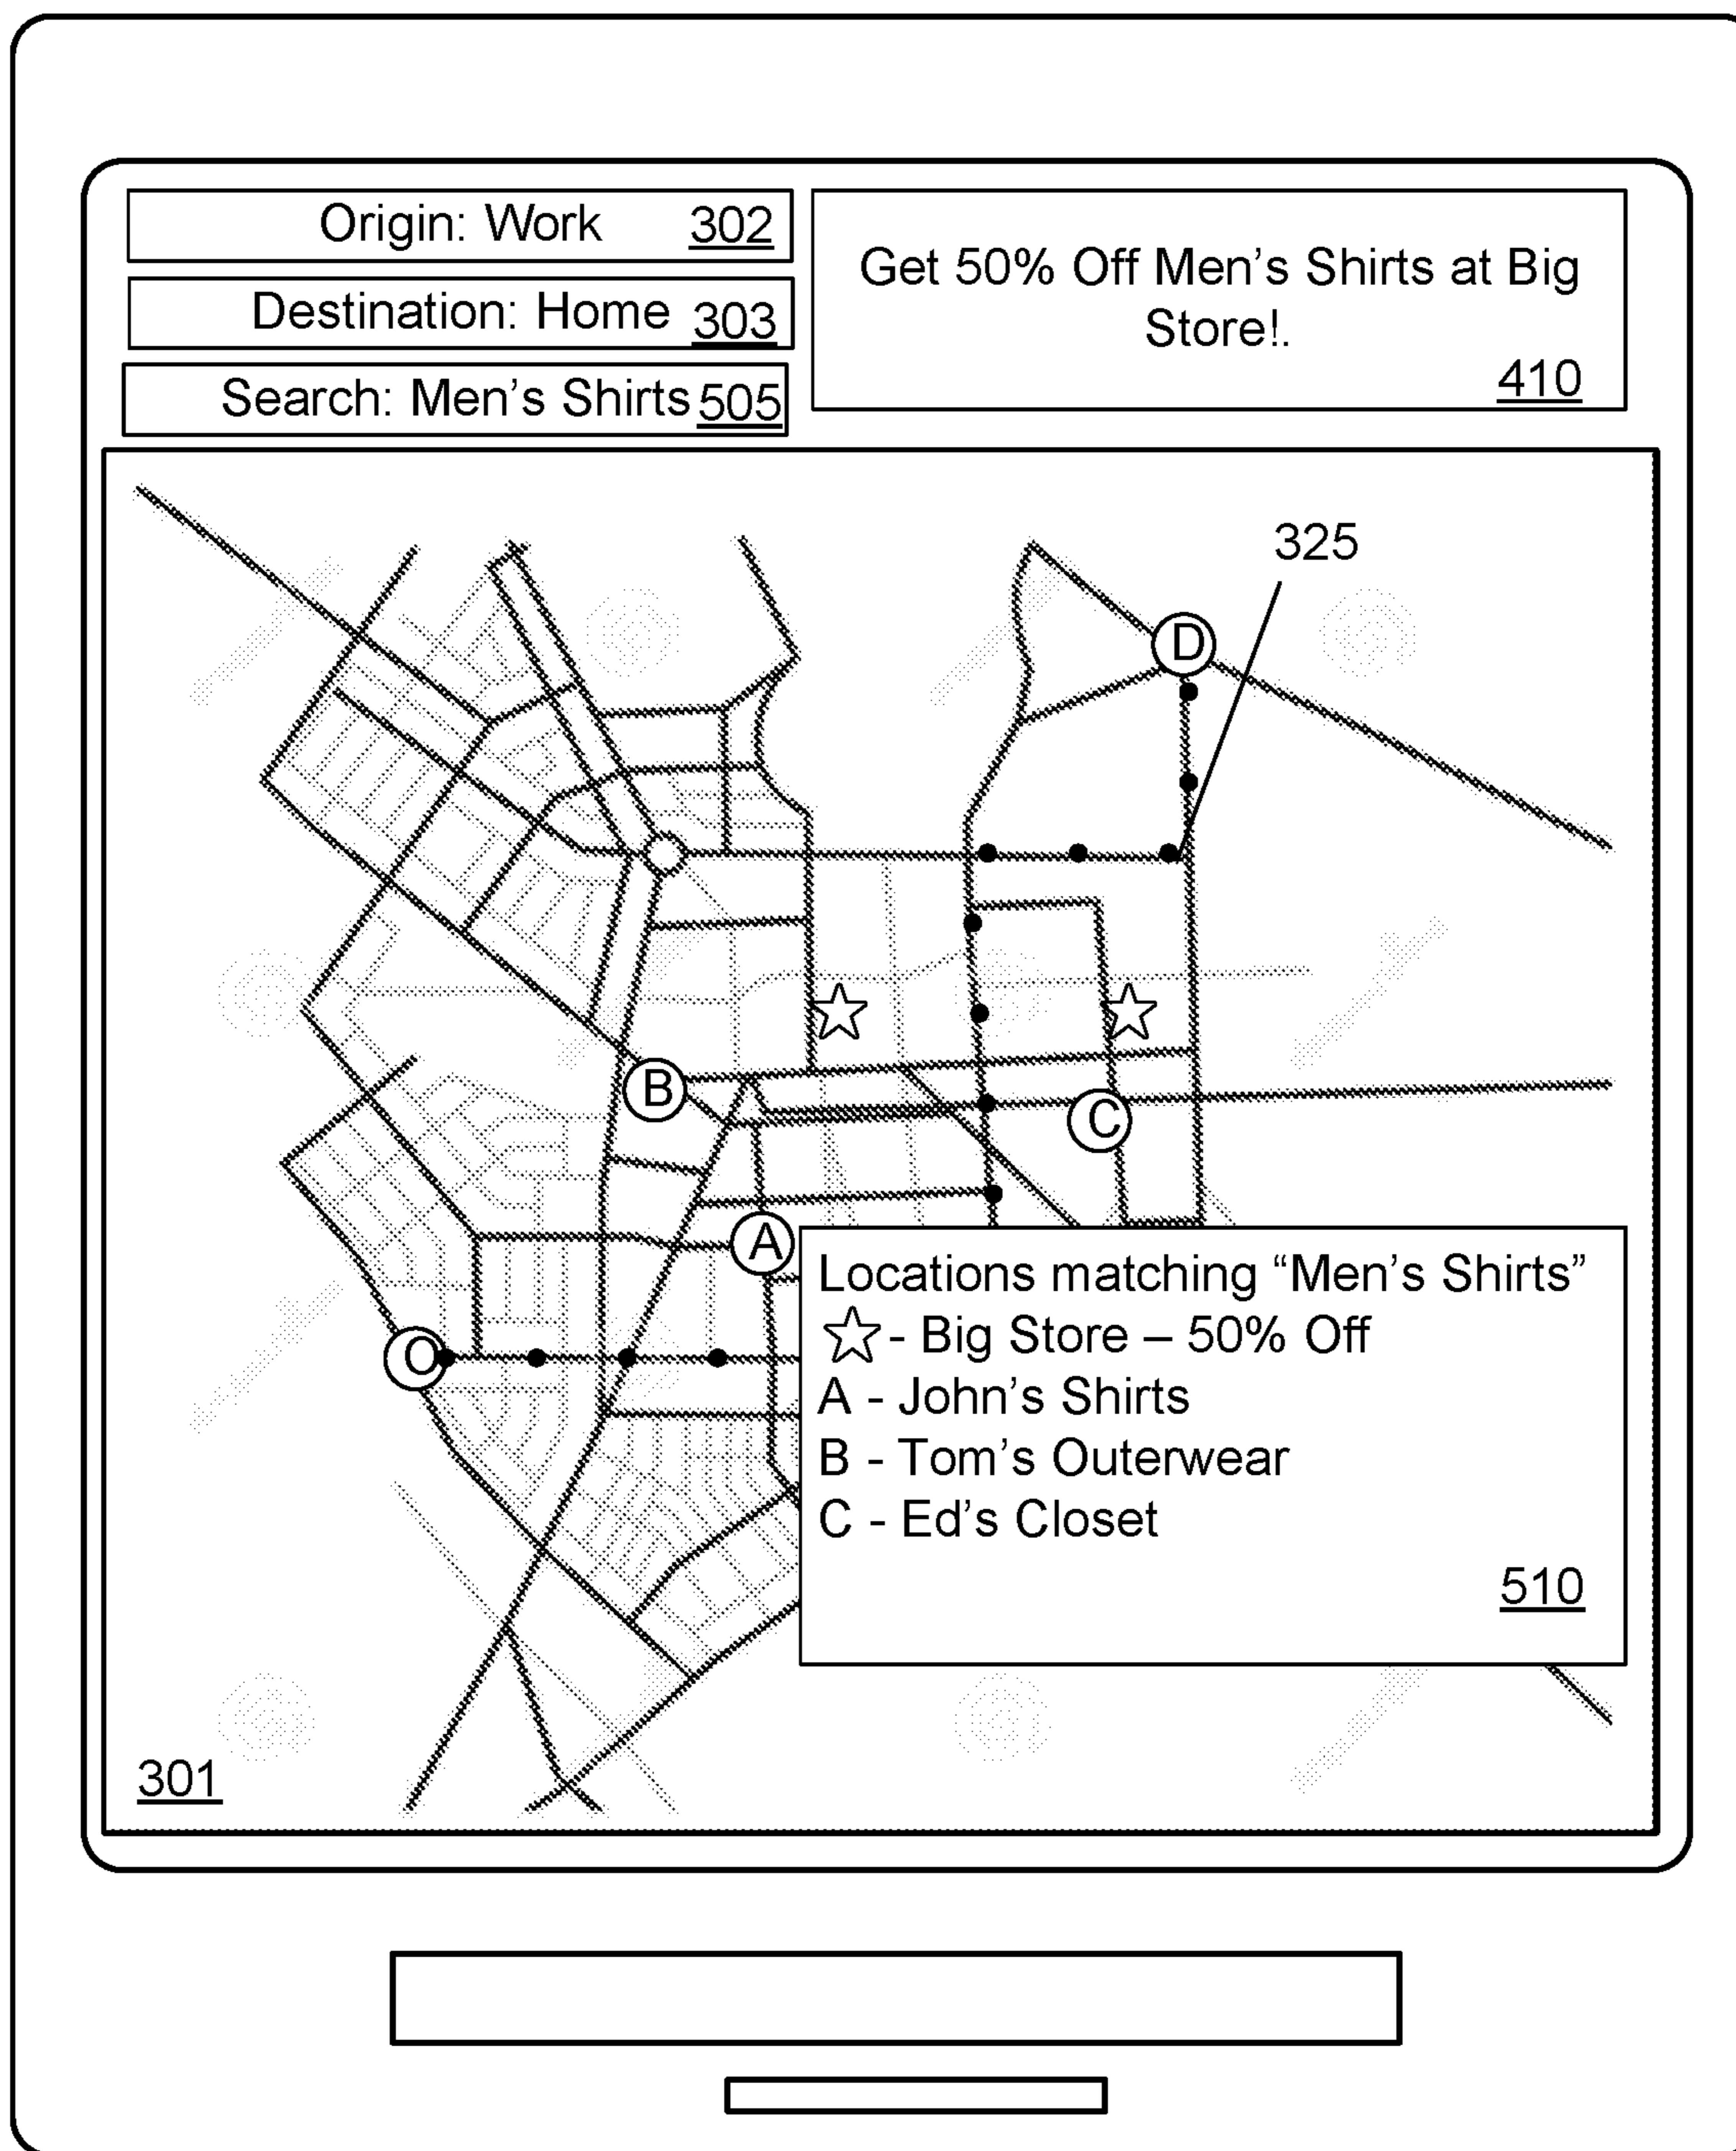 Origin: Work 302
Destination: Home 303
Search: Men's Shirts 505
Get 50% Off Men's Shirts at Big
Store!.
410
325
D
B
C
A
O
Locations matching “Men's Shirts”
☆- Big Store – 50% Off
A - John's Shirts
B - Tom's Outerwear
C - Ed's Closet
510
301